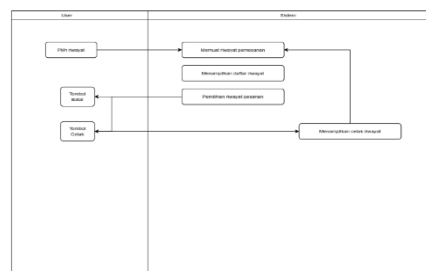 User
Sistem
Pilih riwayat
Memuat riwayat pemesanan
Menampilkan daftar riwayat
Tombol
Batal
Pemilihan riwayat pesanan
Tombol
Cetak
Menampilkan cetak riwayat